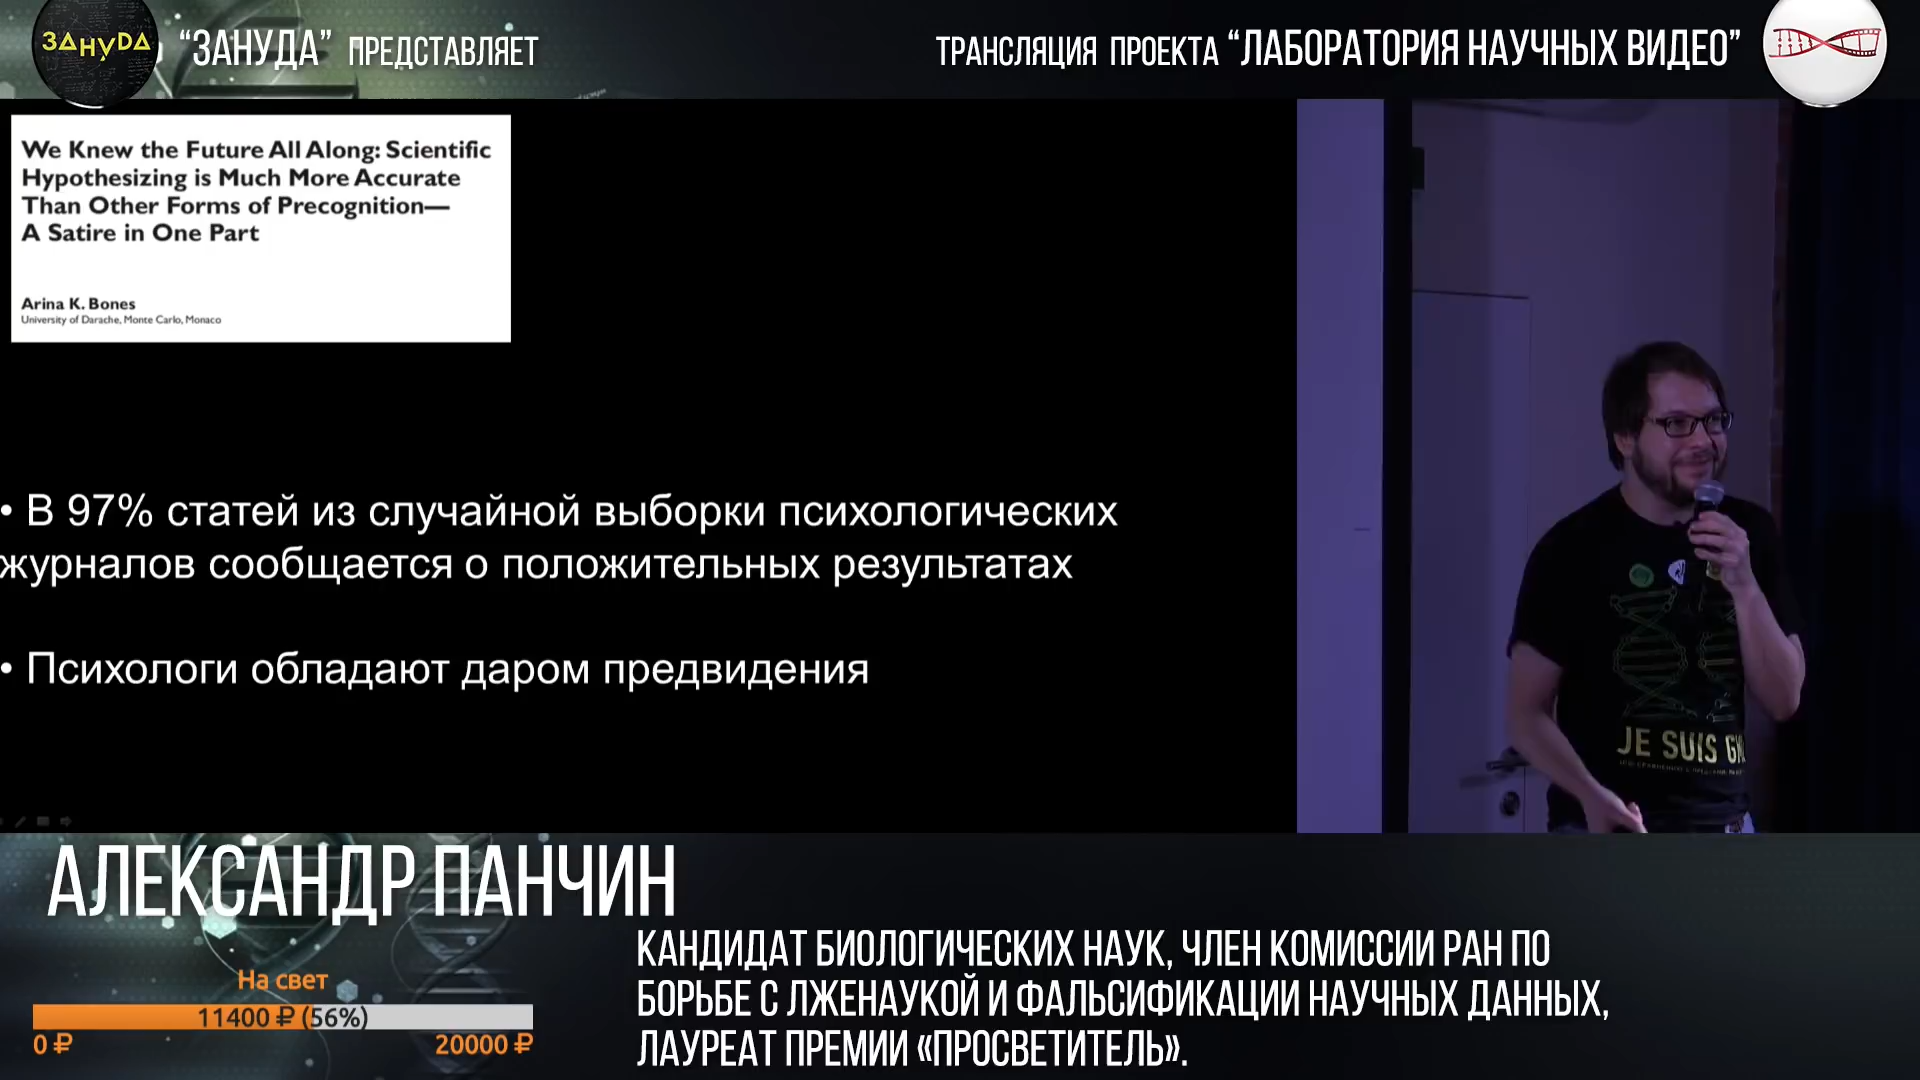 ЗАНУДА
“ЗАНУДА” ПРЕДСТАВЛЯЕТ
ТРАНСЛЯЦИЯ ПРОЕКТА “ЛАБОРАТОРИЯ НАУЧНЫХ ВИДЕО”
We Knew the Future All Along: Scientific
Hypothesizing is Much More Accurate
Than Other Forms of Precognition—
A Satire in One Part
Arina K. Bones
University of Darache, Monte Carlo, Monaco
• В 97% статей из случайной выборки психологических
журналов сообщается о положительных результатах
• Психологи обладают даром предвидения
JE SUIS
АЛЕКСАНДР ПАНЧИН
КАНДИДАТ БИОЛОГИЧЕСКИХ НАУК, ЧЛЕН КОМИССИИ РАН ПО
БОРЬБЕ С ЛЖЕНАУКОЙ И ФАЛЬСИФИКАЦИИ НАУЧНЫХ ДАННЫХ,
ЛАУРЕАТ ПРЕМИИ «ПРОСВЕТИТЕЛЬ».
На свет
11400 ₽ (56%)
0 ₽
20000 ₽